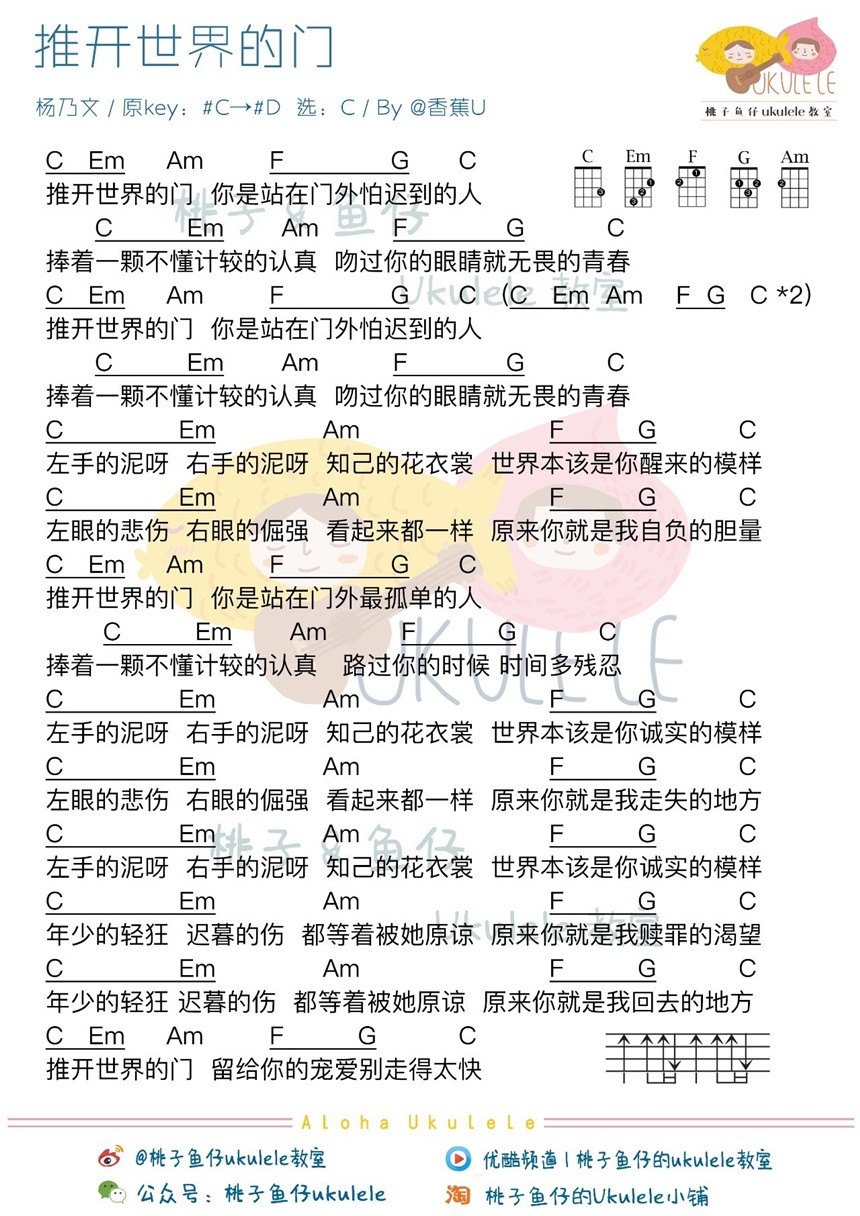 推开世界的门
杨乃文 / 原key：#C→#D 选：C / By @香蕉U
UKULELE
桃子鱼仔ukulele教室
C Em F G Am
C Em Am F G C
推开世界的门 你是站在门外怕迟到的人
C Em Am F G C
捧着一颗不懂计较的认真 吻过你的眼睛就无畏的青春
C Em Am F G C (C Em Am F G C *2)
推开世界的门 你是站在门外怕迟到的人
C Em Am F G C
捧着一颗不懂计较的认真 吻过你的眼睛就无畏的青春
C Em Am F G C
左手的泥呀 右手的泥呀 知己的花衣裳 世界本该是你醒来的模样
C Em Am F G C
左眼的悲伤 右眼的倔强 看起来都一样 原来你就是我自负的胆量
C Em Am F G C
推开世界的门 你是站在门外最孤单的人
C Em Am F G C
捧着一颗不懂计较的认真 路过你的时候 时间多残忍
C Em Am F G C
左手的泥呀 右手的泥呀 知己的花衣裳 世界本该是你诚实的模样
C Em Am F G C
左眼的悲伤 右眼的倔强 看起来都一样 原来你就是我走失的地方
C Em Am F G C
左手的泥呀 右手的泥呀 知己的花衣裳 世界本该是你诚实的模样
C Em Am F G C
年少的轻狂 迟暮的伤 都等着被她原谅 原来你就是我赎罪的渴望
C Em Am F G C
年少的轻狂 迟暮的伤 都等着被她原谅 原来你就是我回去的地方
C Em Am F G C
推开世界的门 留给你的宠爱别走得太快
桃子&鱼仔
Ukulele 教室
UKULELE
桃子&鱼仔
Ukulele 教室
Aloha Ukulele
@桃子鱼仔ukulele教室
优酷频道 | 桃子鱼仔的ukulele教室
公众号：桃子鱼仔ukulele
淘 桃子鱼仔的Ukulele小铺